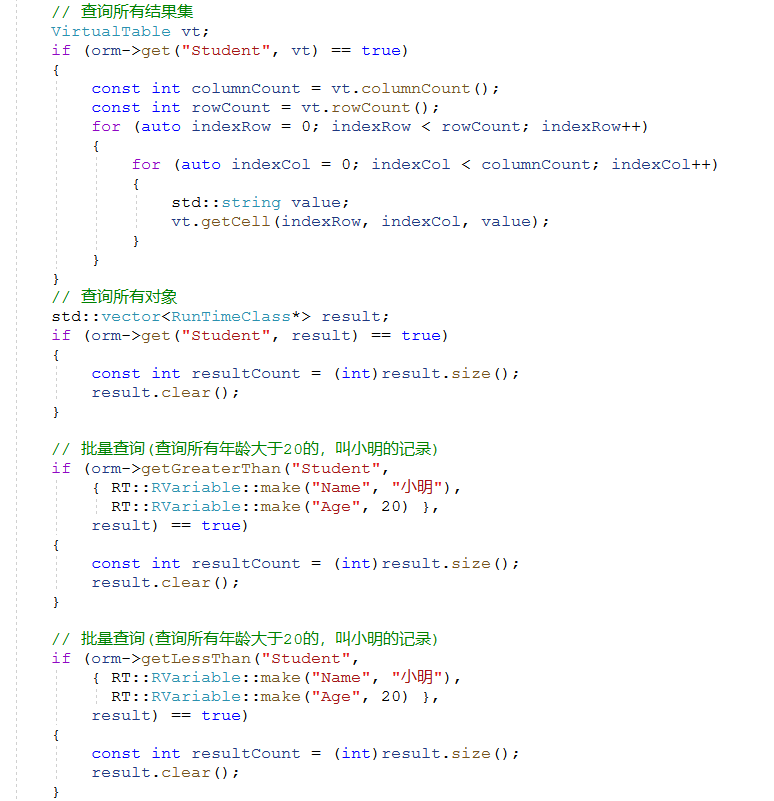 // 查询所有结果集
VirtualTable vt;
if (orm->get("Student", vt) == true)
{
    const int columnCount = vt.columnCount();
    const int rowCount = vt.rowCount();
    for (auto indexRow = 0; indexRow < rowCount; indexRow++)
    {
        for (auto indexCol = 0; indexCol < columnCount; indexCol++)
        {
            std::string value;
            vt.getCell(indexRow, indexCol, value);
        }
    }
}
// 查询所有对象
std::vector<RunTimeClass*> result;
if (orm->get("Student", result) == true)
{
    const int resultCount = (int)result.size();
    result.clear();
}

// 批量查询(查询所有年龄大于20的，叫小明的记录)
if (orm->getGreaterThan("Student",
    { RT::RVariable::make("Name", "小明"),
      RT::RVariable::make("Age", 20) },
    result) == true)
{
    const int resultCount = (int)result.size();
    result.clear();
}

// 批量查询(查询所有年龄大于20的，叫小明的记录)
if (orm->getLessThan("Student",
    { RT::RVariable::make("Name", "小明"),
      RT::RVariable::make("Age", 20) },
    result) == true)
{
    const int resultCount = (int)result.size();
    result.clear();
}